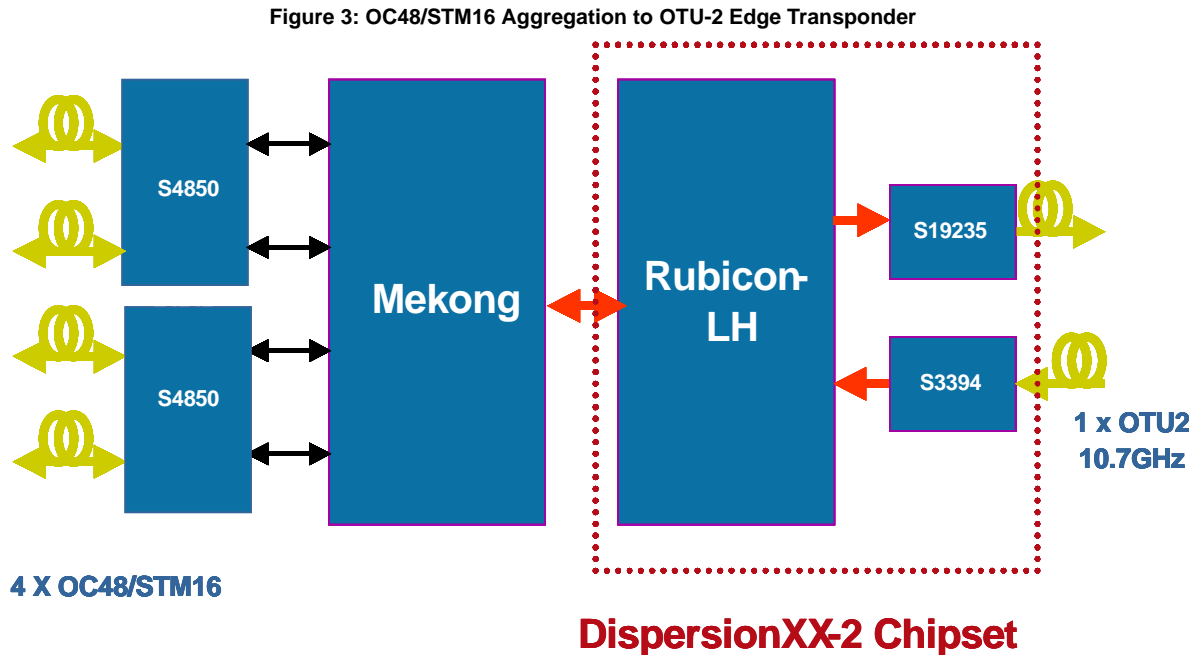 Figure 3: OC48/STM16 Aggregation to OTU-2 Edge Transponder
S4850
S4850
Mekong
Rubicon-
LH
S19235
S3394
1 x OTU2
10.7GHz
4 X OC48/STM16
DispersionXX-2 Chipset